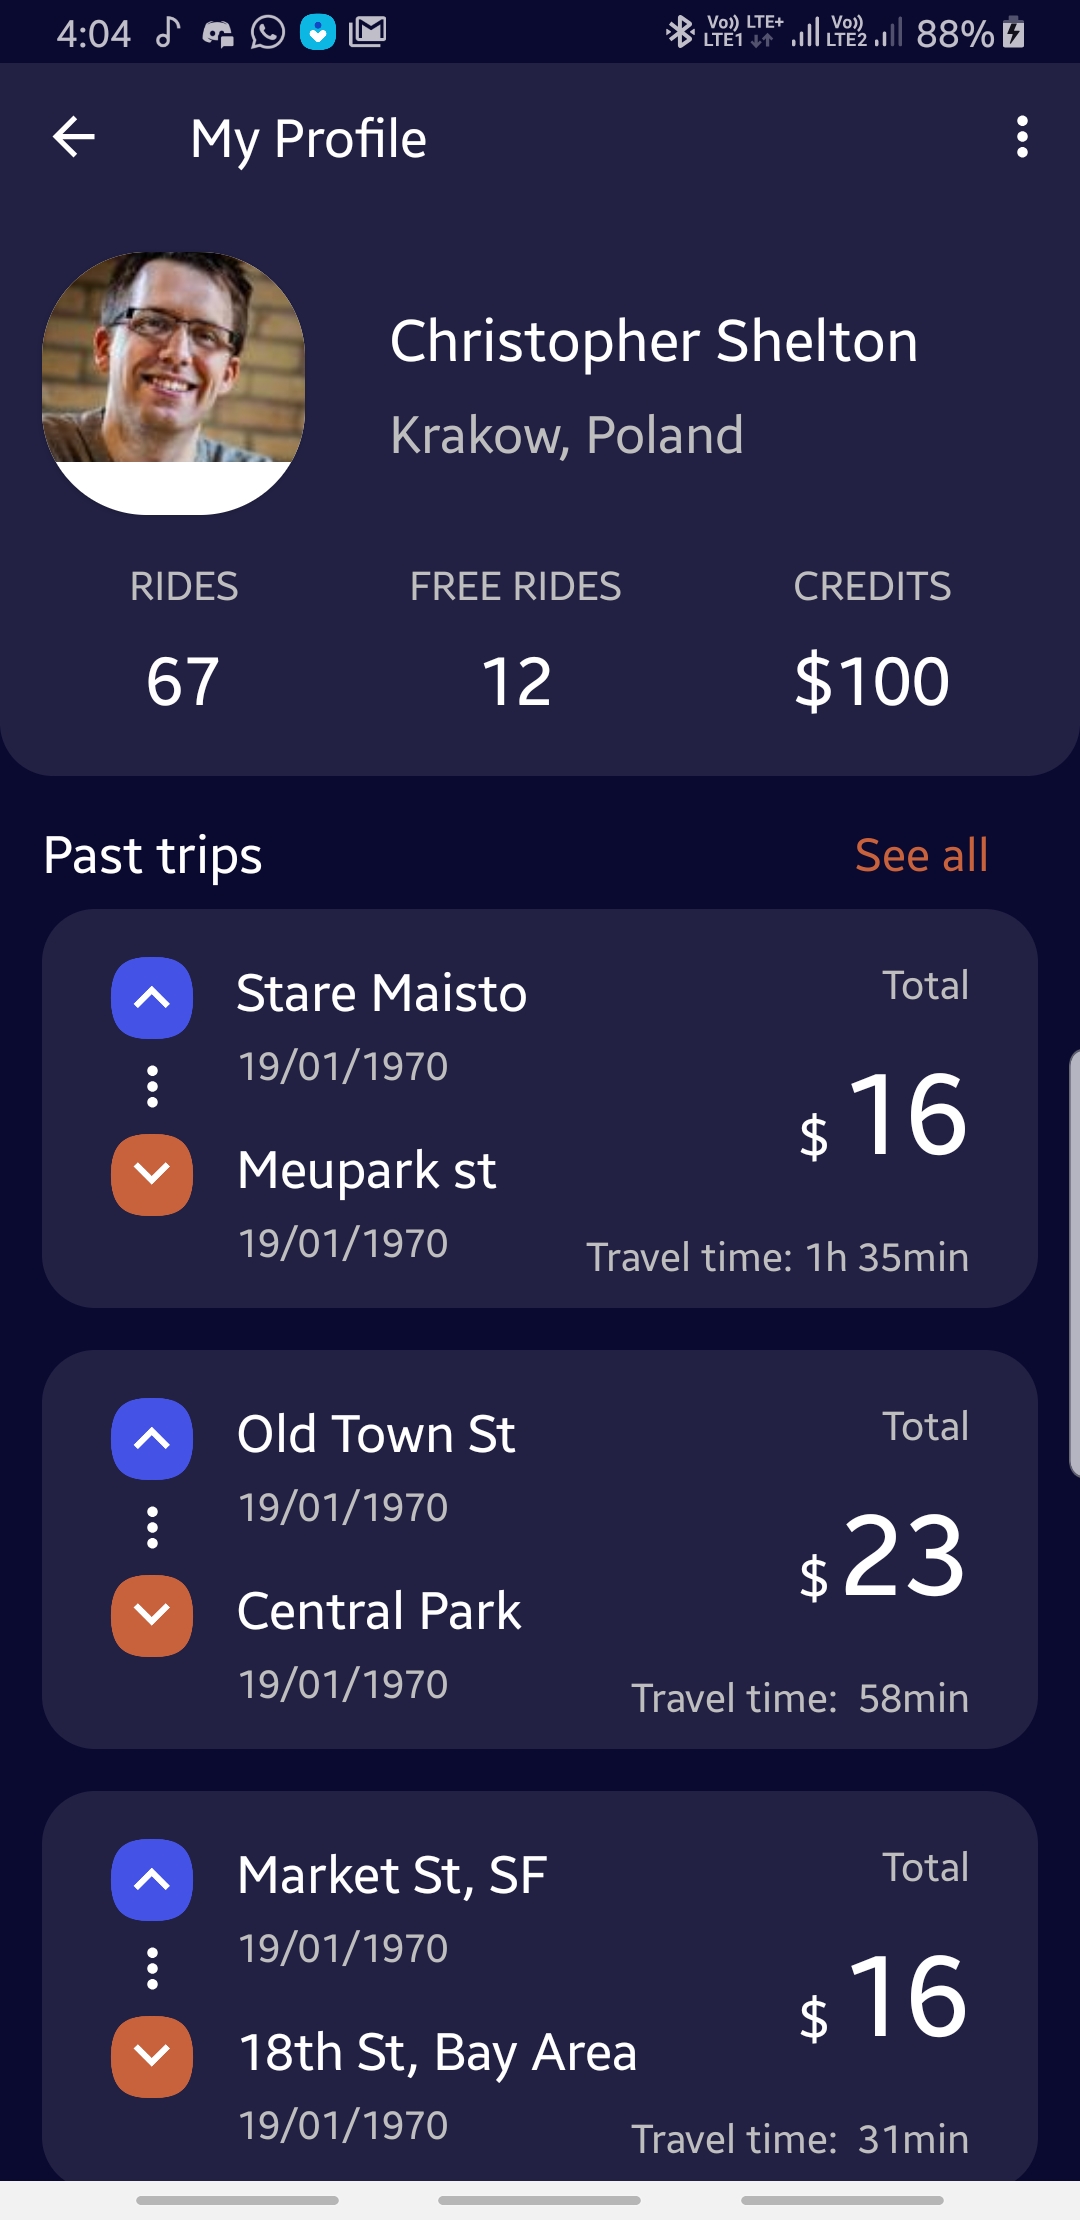 4:04 Vo)) LTE1 LTE+ Vo)) LTE2 88%
My Profile
Christopher Shelton
Krakow, Poland
RIDES FREE RIDES CREDITS
67 12 $100
Past trips See all
Stare Maisto Total
19/01/1970
$ 16
Meupark st
19/01/1970 Travel time: 1h 35min
Old Town St Total
19/01/1970
$ 23
Central Park
19/01/1970 Travel time: 58min
Market St, SF Total
19/01/1970
$ 16
18th St, Bay Area
19/01/1970 Travel time: 31min